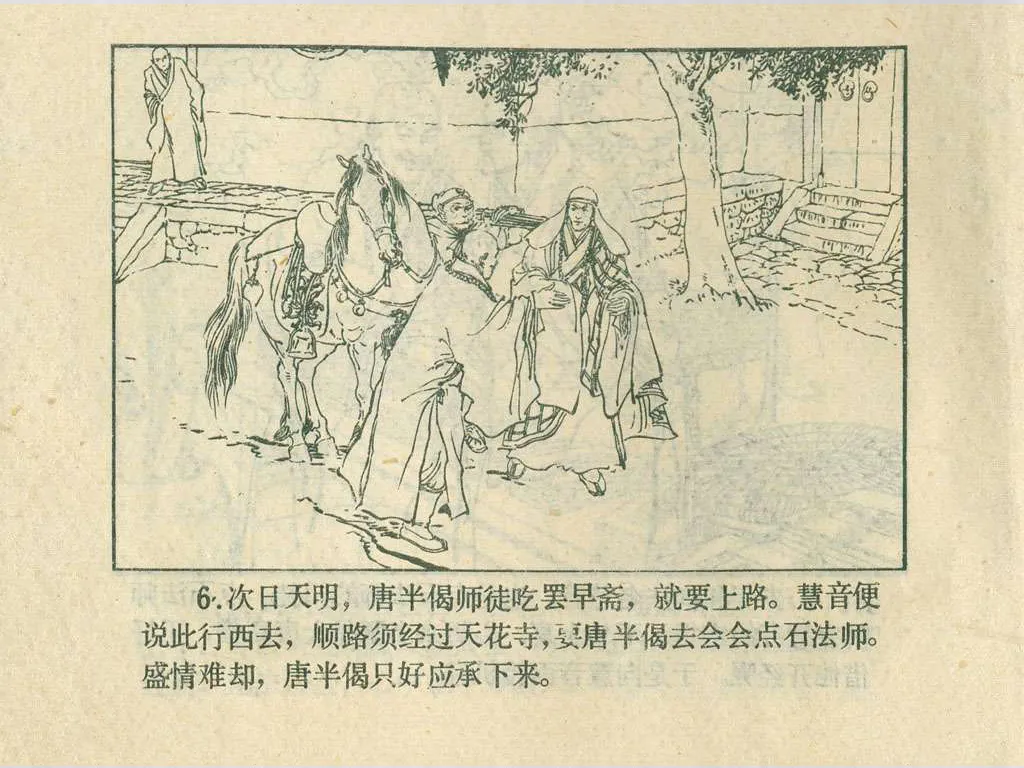 6.次日天明，唐半偈师徒吃罢早斋，就要上路。慧音便
说此行西去，顺路须经过天花寺，要唐半偈去会会点石法师。
盛情难却，唐半偈只好应承下来。